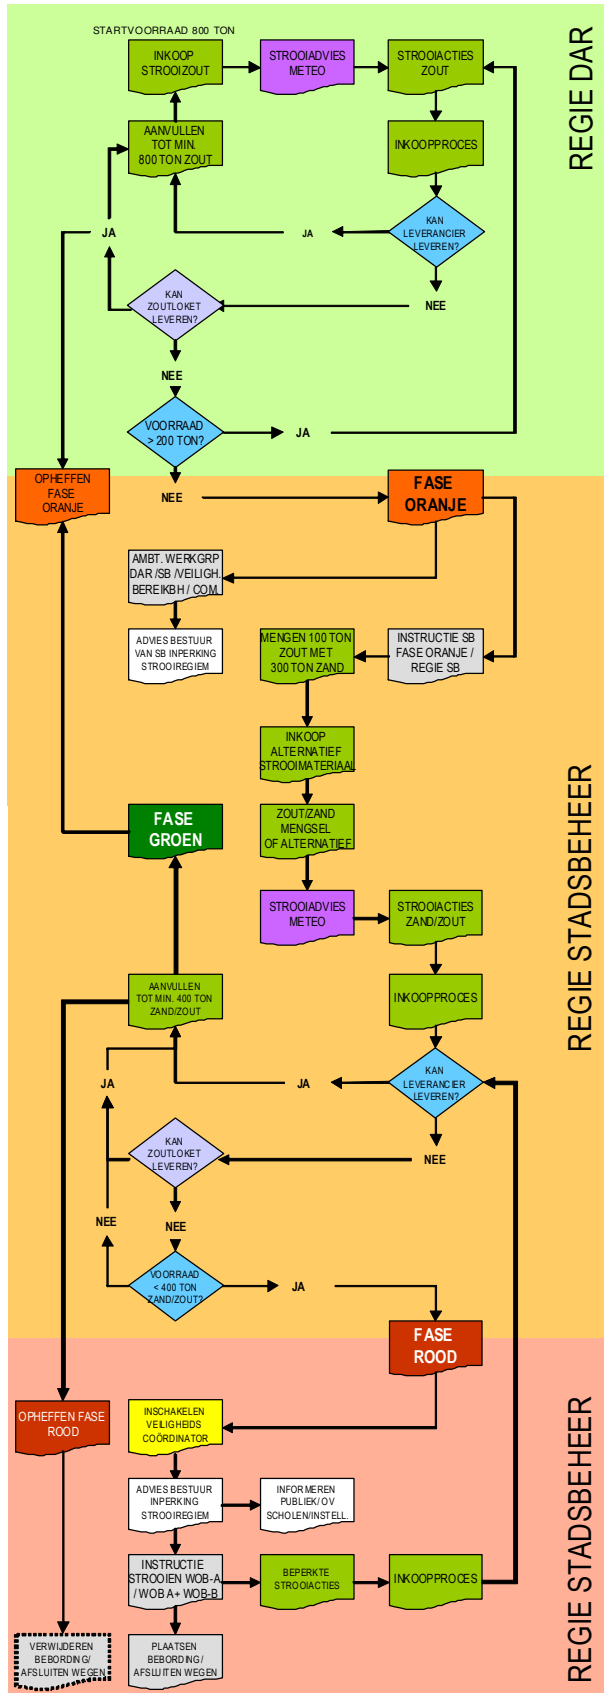 STARTVOORRAAD 800 TON
INKOOP
STROOIZOUT
STROOIADVIES
METEO
STROOIACTIES
ZOUT
REGIE DAR
AANVULLEN
TOT MIN.
800 TON ZOUT
INKOOPPROCES
KAN
LEVERANCIER
LEVEREN?
JA
JA
NEE
KAN
ZOUTLOKET
LEVEREN?
NEE
VOORRAAD
> 200 TON?
JA
OPHEFFEN
FASE
ORANJE
NEE
FASE
ORANJE
AMBT. WERKGRP
DAR /SB /VEILIGH.
BEREIKBH / COM.
ADVIES BESTUUR
VAN SB INPERKING
STROOIREGIEM
MENGEN 100 TON
ZOUT MET
300 TON ZAND
INSTRUCTIE SB
FASE ORANJE /
REGIE SB
INKOOP
ALTERNATIEF
STROOIMATERIAAL
FASE
GROEN
ZOUT/ZAND
MENGSEL
OF ALTERNATIEF
REGIE STADSBEHEER
STROOIADVIES
METEO
STROOIACTIES
ZAND/ZOUT
AANVULLEN
TOT MIN. 400 TON
ZAND/ZOUT
INKOOPPROCES
KAN
LEVERANCIER
LEVEREN?
JA
JA
KAN
ZOUTLOKET
LEVEREN?
NEE
NEE
NEE
VOORRAAD
< 400 TON
ZAND/ZOUT?
JA
FASE
ROOD
OPHEFFEN FASE
ROOD
INSCHAKELEN
VEILIGHEIDS
COÖRDINATOR
REGIE STADSBEHEER
ADVIES BESTUUR
INPERKING
STROOIREGIEM
INFORMEREN
PUBLIEK/ OV
SCHOLEN/INSTELL.
INSTRUCTIE
STROOIEN WOB-A
/ WOB A+ WOB-B
BEPERKTE
STROOIACTIES
INKOOPPROCES
VERWIJDEREN
BEBORDING/
AFSLUITEN WEGEN
PLAATSEN
BEBORDING/
AFSLUITEN WEGEN